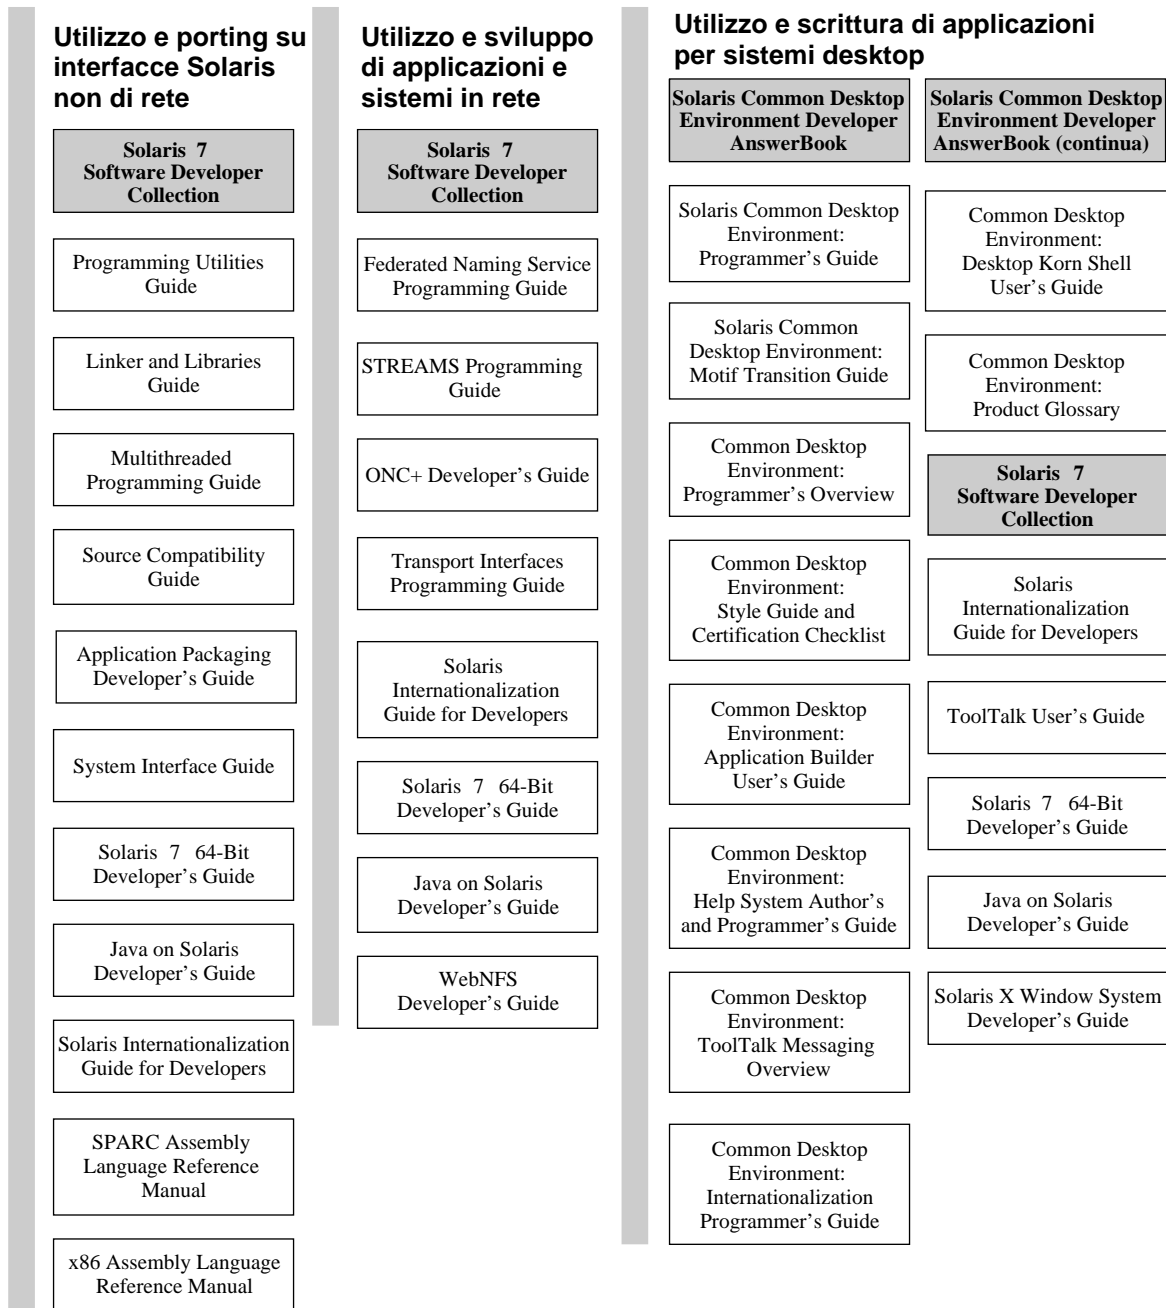 Utilizzo e porting su
interfacce Solaris
non di rete
Solaris 7
Software Developer
Collection
Programming Utilities
Guide
Linker and Libraries
Guide
Multithreaded
Programming Guide
Source Compatibility
Guide
Application Packaging
Developer's Guide
System Interface Guide
Solaris 7 64-Bit
Developer's Guide
Java on Solaris
Developer's Guide
Solaris Internationalization
Guide for Developers
SPARC Assembly
Language Reference
Manual
x86 Assembly Language
Reference Manual
Utilizzo e sviluppo
di applicazioni e
sistemi in rete
Solaris 7
Software Developer
Collection
Federated Naming Service
Programming Guide
STREAMS Programming
Guide
ONC+ Developer's Guide
Transport Interfaces
Programming Guide
Solaris
Internationalization
Guide for Developers
Solaris 7 64-Bit
Developer's Guide
Java on Solaris
Developer's Guide
WebNFS
Developer's Guide
Utilizzo e scrittura di applicazioni
per sistemi desktop
Solaris Common Desktop
Environment Developer
AnswerBook
Solaris Common Desktop
Environment:
Programmer's Guide
Solaris Common
Desktop Environment:
Motif Transition Guide
Common Desktop
Environment:
Programmer's Overview
Common Desktop
Environment:
Style Guide and
Certification Checklist
Common Desktop
Environment:
Application Builder
User's Guide
Common Desktop
Environment:
Help System Author's
and Programmer's Guide
Common Desktop
Environment:
ToolTalk Messaging
Overview
Common Desktop
Environment:
Internationalization
Programmer's Guide
Solaris Common Desktop
Environment Developer
AnswerBook (continua)
Common Desktop
Environment:
Desktop Korn Shell
User's Guide
Common Desktop
Environment:
Product Glossary
Solaris 7
Software Developer
Collection
Solaris
Internationalization
Guide for Developers
ToolTalk User's Guide
Solaris 7 64-Bit
Developer's Guide
Java on Solaris
Developer's Guide
Solaris X Window System
Developer's Guide